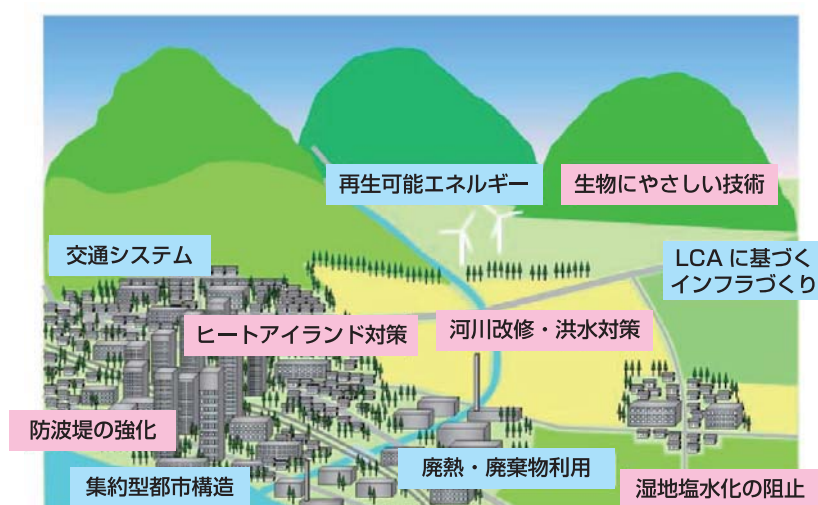 再生可能エネルギー
生物にやさしい技術
交通システム
LCAに基づく
インフラづくり
ヒートアイランド対策
河川改修・洪水対策
防波堤の強化
廃熱・廃棄物利用
集約型都市構造
湿地塩水化の阻止